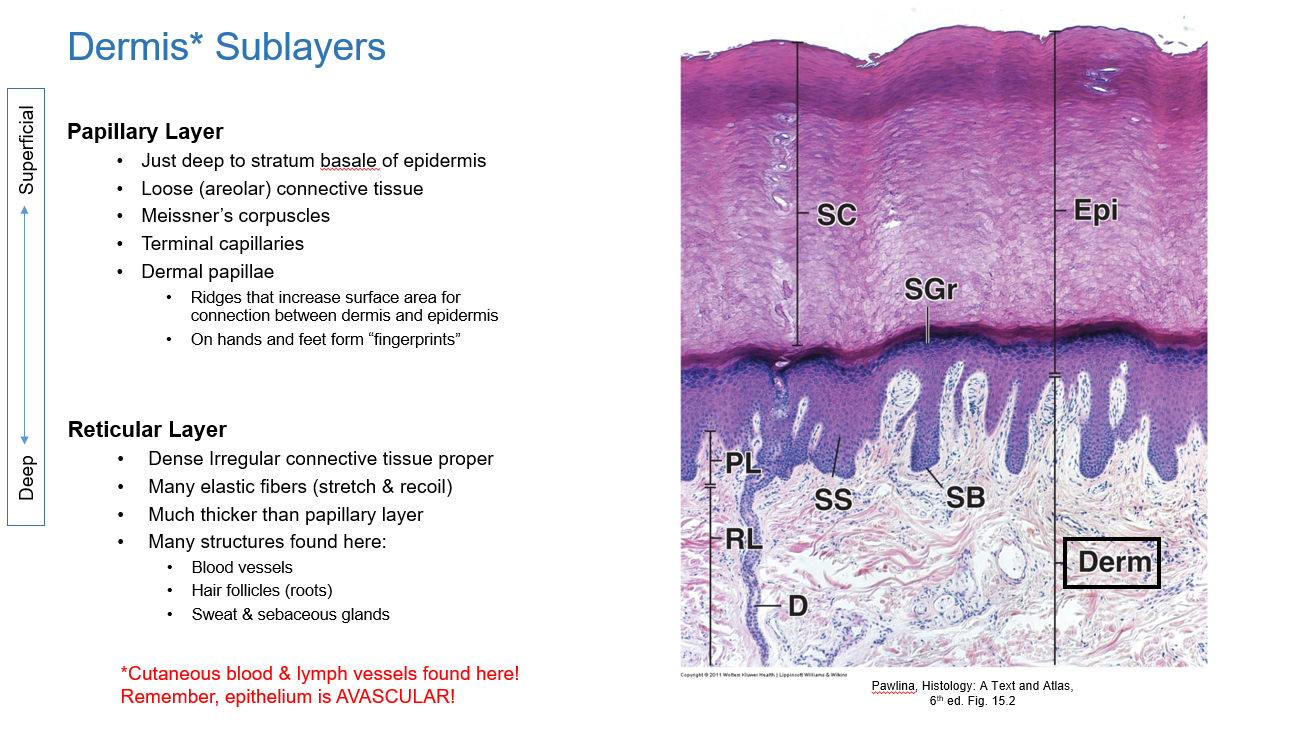 Dermis* Sublayers
Superficial
Deep
Papillary Layer
• Just deep to stratum basale of epidermis
• Loose (areolar) connective tissue
• Meissner’s corpuscles
• Terminal capillaries
• Dermal papillae
• Ridges that increase surface area for
connection between dermis and epidermis
• On hands and feet form “fingerprints”
Reticular Layer
• Dense Irregular connective tissue proper
• Many elastic fibers (stretch & recoil)
• Much thicker than papillary layer
• Many structures found here:
• Blood vessels
• Hair follicles (roots)
• Sweat & sebaceous glands
*Cutaneous blood & lymph vessels found here!
Remember, epithelium is AVASCULAR!
SC
Epi
SGr
PL
SS
SB
RL
Derm
D
Copyright © 2011 Wolters Kluwer Health | Lippincott Williams & Wilkins
Pawlina, Histology: A Text and Atlas,
6th ed. Fig. 15.2